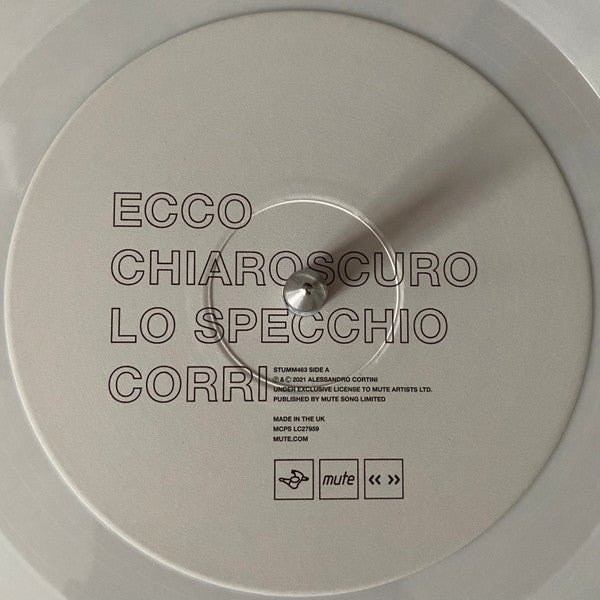 ECCO
CHIAROSCURO
LO SPECCHIO
CORRI
STUMM463 SIDE A
℗ & © 2021 ALESSANDRO CORTINI
UNDER EXCLUSIVE LICENSE TO MUTE ARTISTS LTD.
PUBLISHED BY MUTE SONG LIMITED
MADE IN THE UK
MCPS LC27959
MUTE.COM
mute
« »